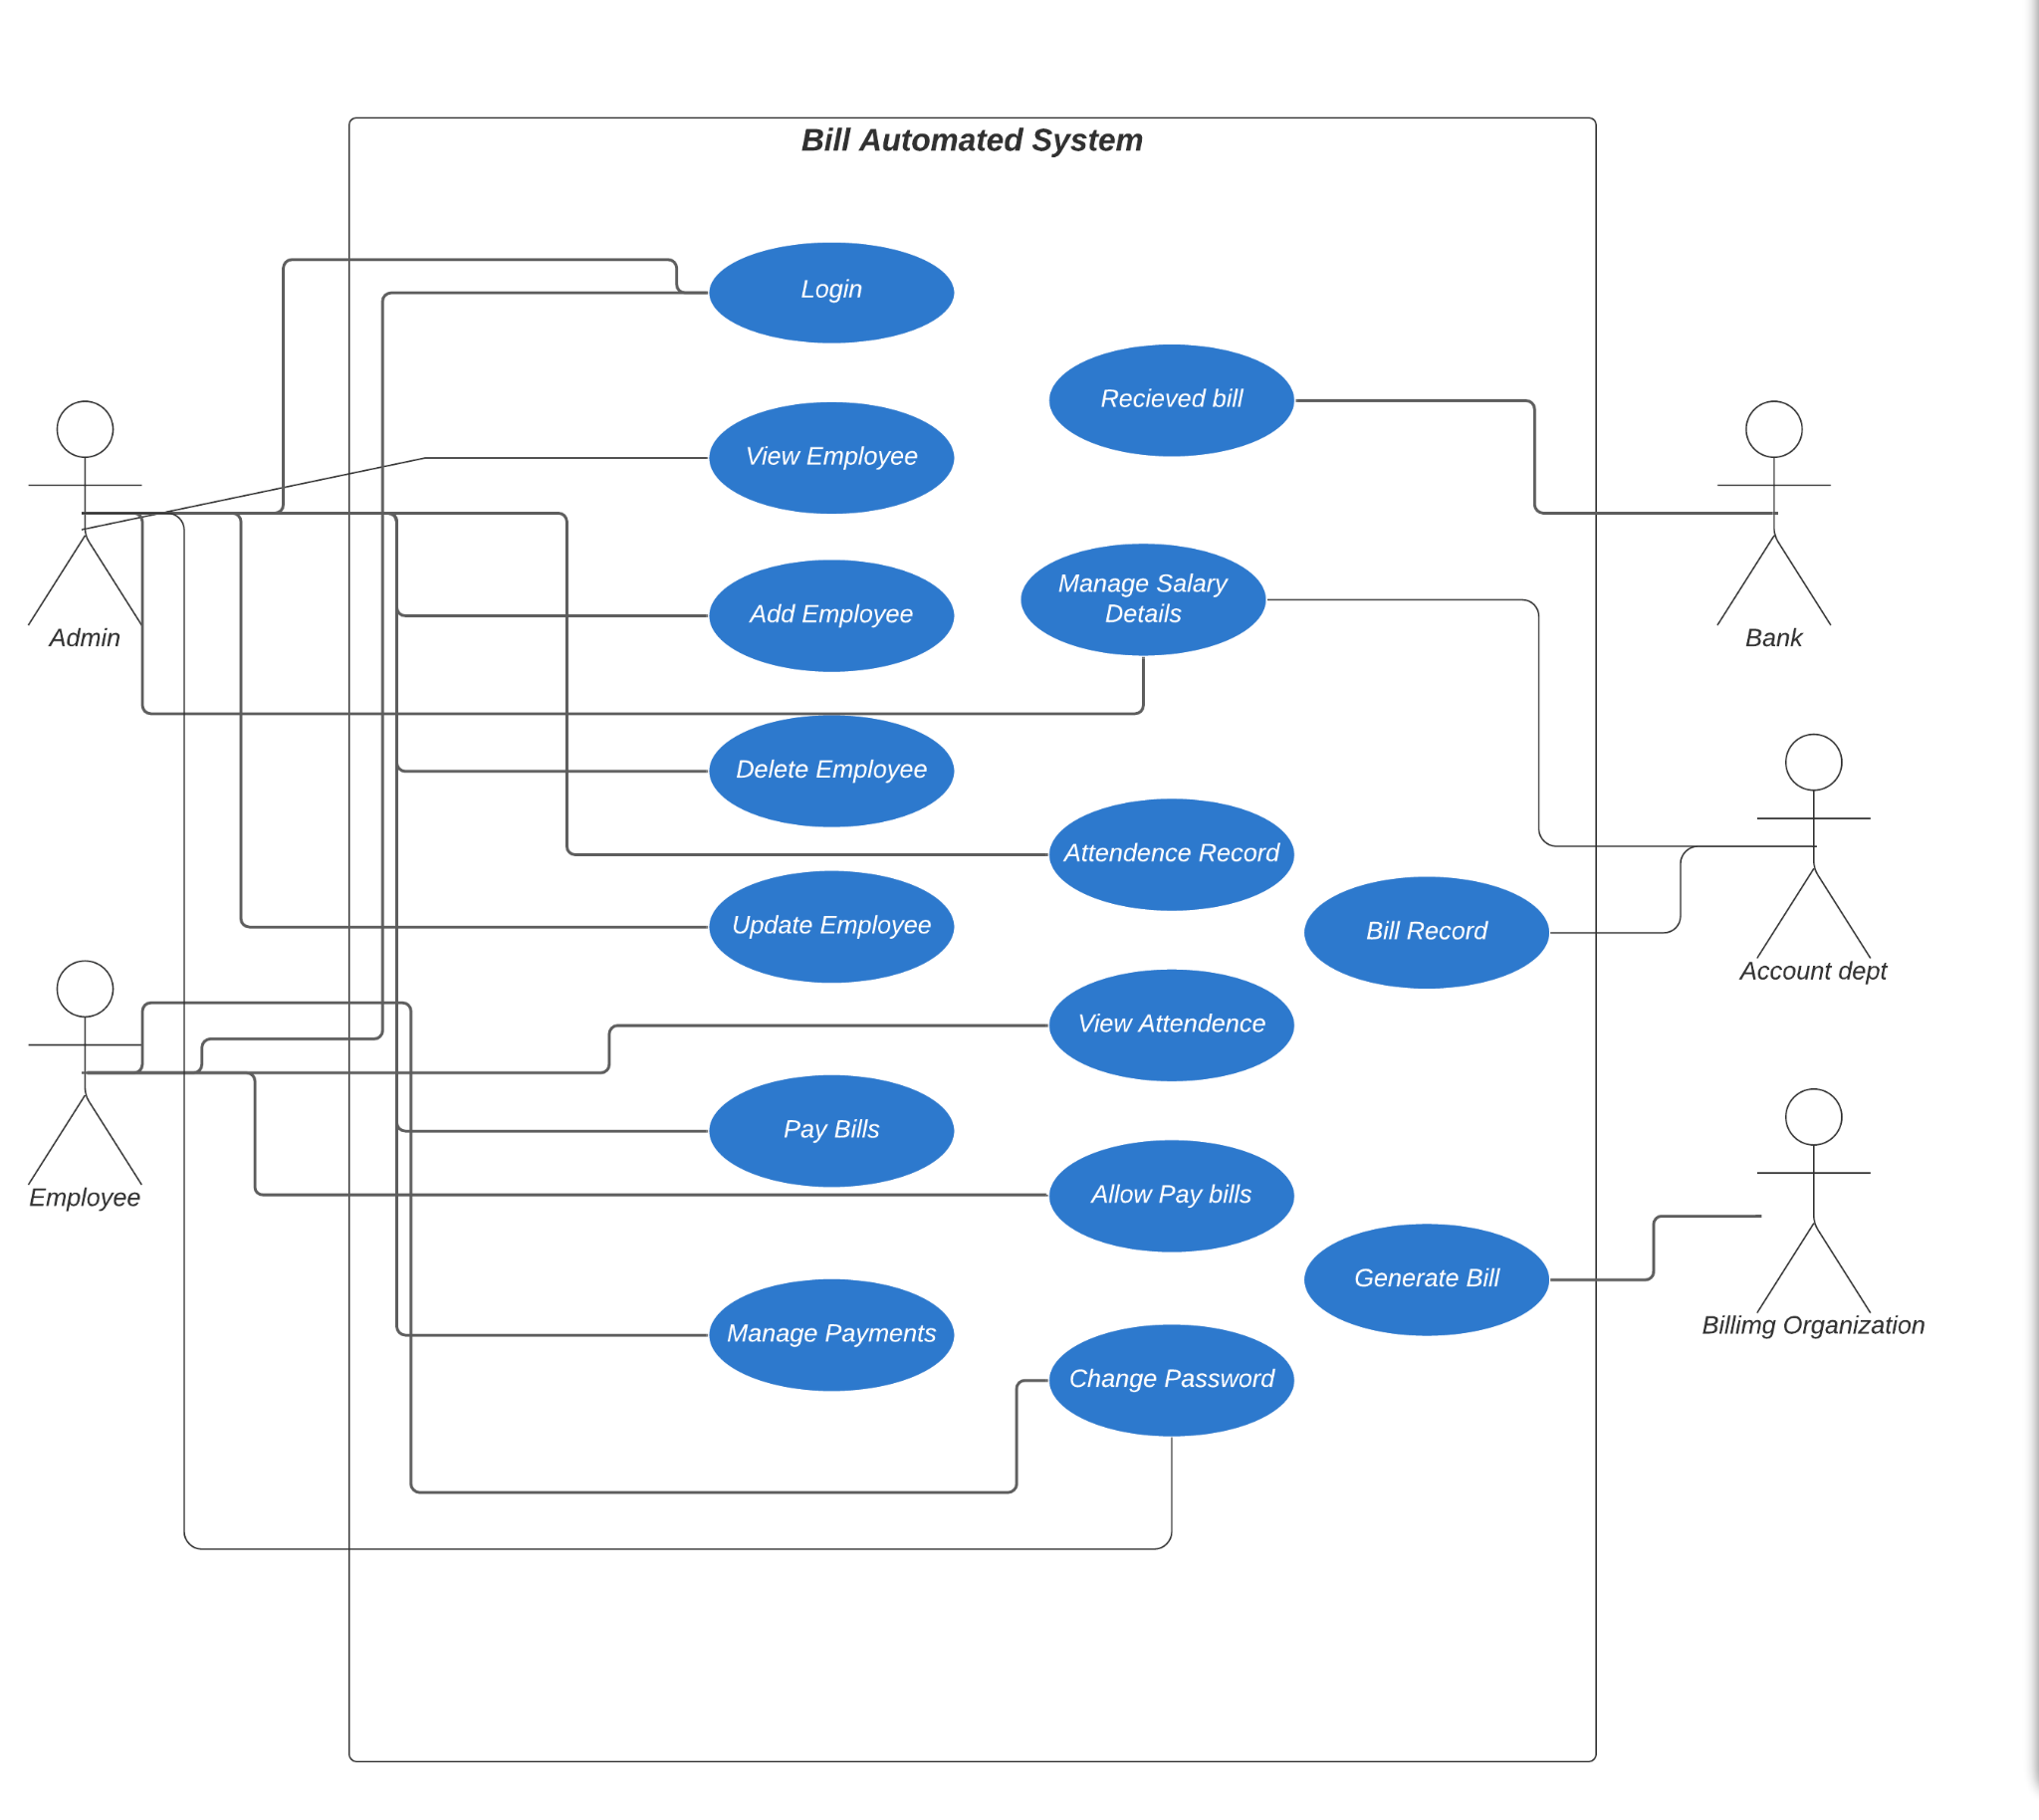 Bill Automated System
Login
Recieved bill
View Employee
Manage Salary
Details
Add Employee
Admin
Bank
Delete Employee
Attendence Record
Update Employee
Bill Record
Account dept
View Attendence
Pay Bills
Allow Pay bills
Employee
Generate Bill
Billimg Organization
Manage Payments
Change Password